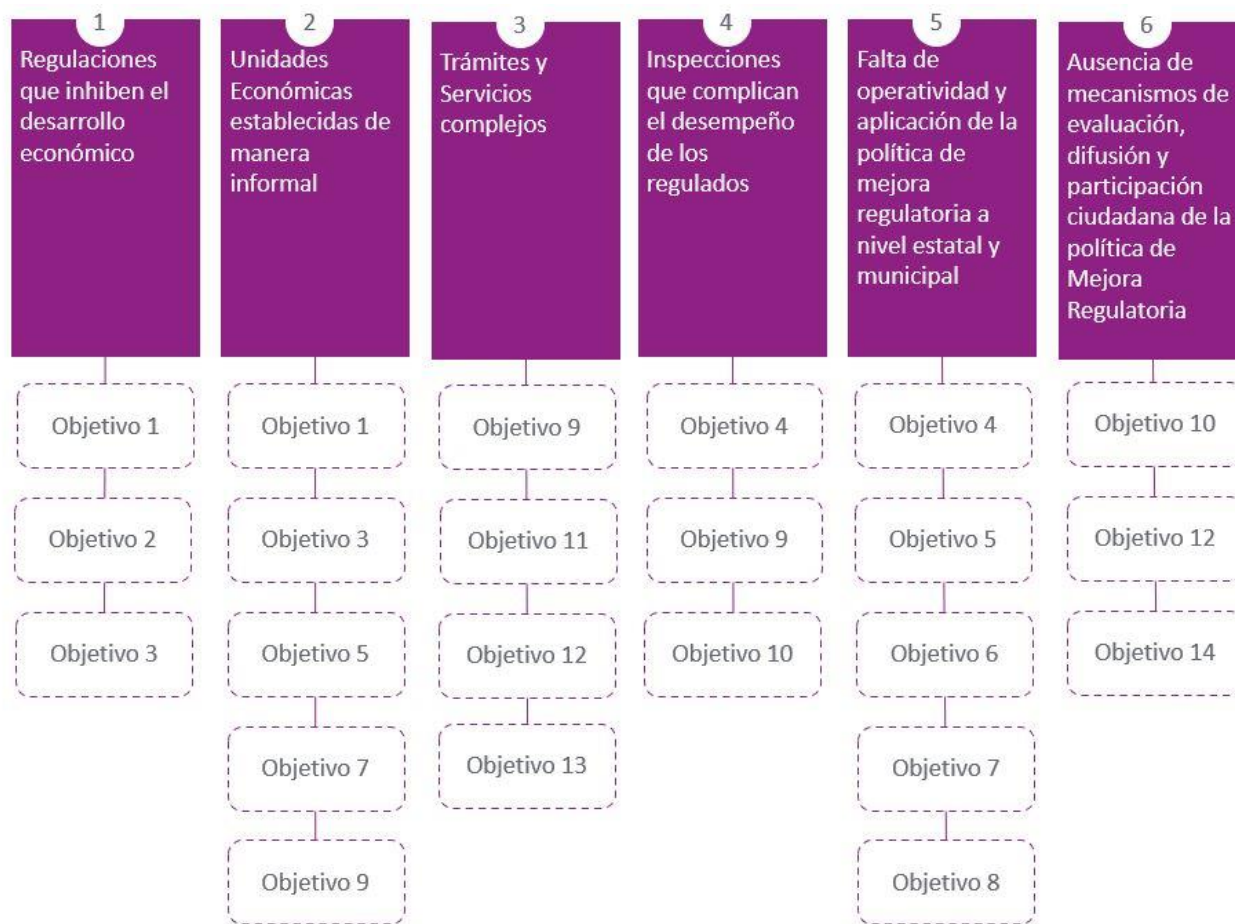 1
Regulaciones
que inhiben el
desarrollo
económico
Objetivo 1
Objetivo 2
Objetivo 3
2
Unidades
Económicas
establecidas de
manera
informal
Objetivo 1
Objetivo 3
Objetivo 5
Objetivo 7
Objetivo 9
3
Trámites y
Servicios
complejos
Objetivo 9
Objetivo 11
Objetivo 12
Objetivo 13
4
Inspecciones
que complican
el desempeño
de los
regulados
Objetivo 4
Objetivo 9
Objetivo 10
5
Falta de
operatividad y
aplicación de la
política de
mejora
regulatoria a
nivel estatal y
municipal
Objetivo 4
Objetivo 5
Objetivo 6
Objetivo 7
Objetivo 8
6
Ausencia de
mecanismos de
evaluación,
difusión y
participación
ciudadana de la
política de
Mejora
Regulatoria
Objetivo 10
Objetivo 12
Objetivo 14